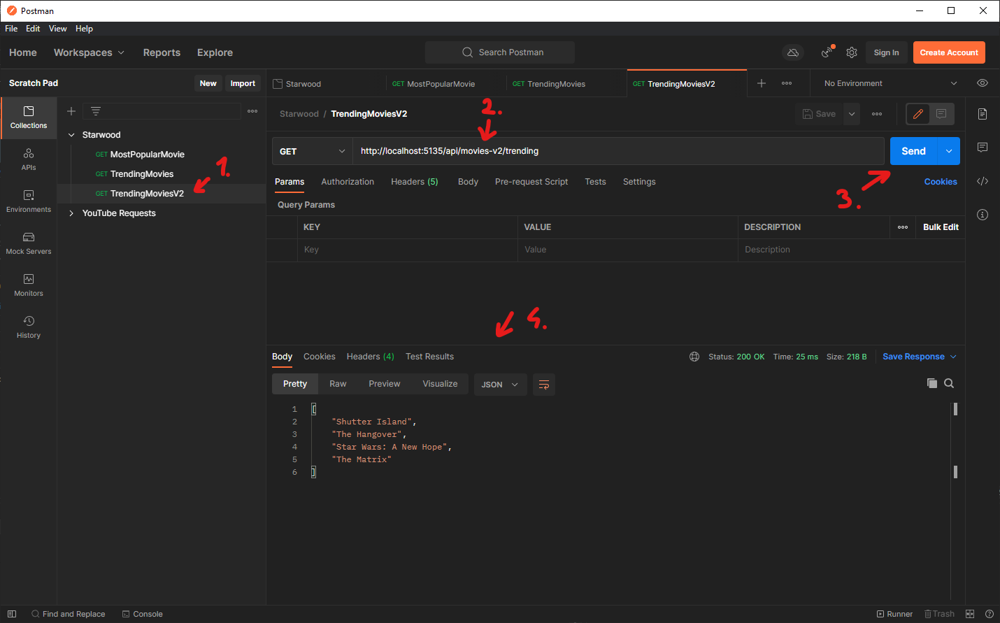 Postman
File Edit View Help
Home Workspaces Reports Explore Search Postman Sign In Create Account
Scratch Pad New Import Starwood GET MostPopularMovie GET TrendingMovies GET TrendingMoviesV2 No Environment
Collections
APIs
Environments
Mock Servers
Monitors
History
Starwood
GET MostPopularMovie
GET TrendingMovies
GET TrendingMoviesV2
YouTube Requests
1.
2.
Starwood / TrendingMoviesV2 Save
GET http://localhost:5135/api/movies-v2/trending Send
3.
Params Authorization Headers (5) Body Pre-request Script Tests Settings Cookies
Query Params
KEY VALUE DESCRIPTION Bulk Edit
Key Value Description
4.
Body Cookies Headers (4) Test Results Status: 200 OK Time: 25 ms Size: 218 B Save Response
Pretty Raw Preview Visualize JSON
1 [
2 "Shutter Island",
3 "The Hangover",
4 "Star Wars: A New Hope",
5 "The Matrix"
6 ]
Find and Replace Console Runner Trash